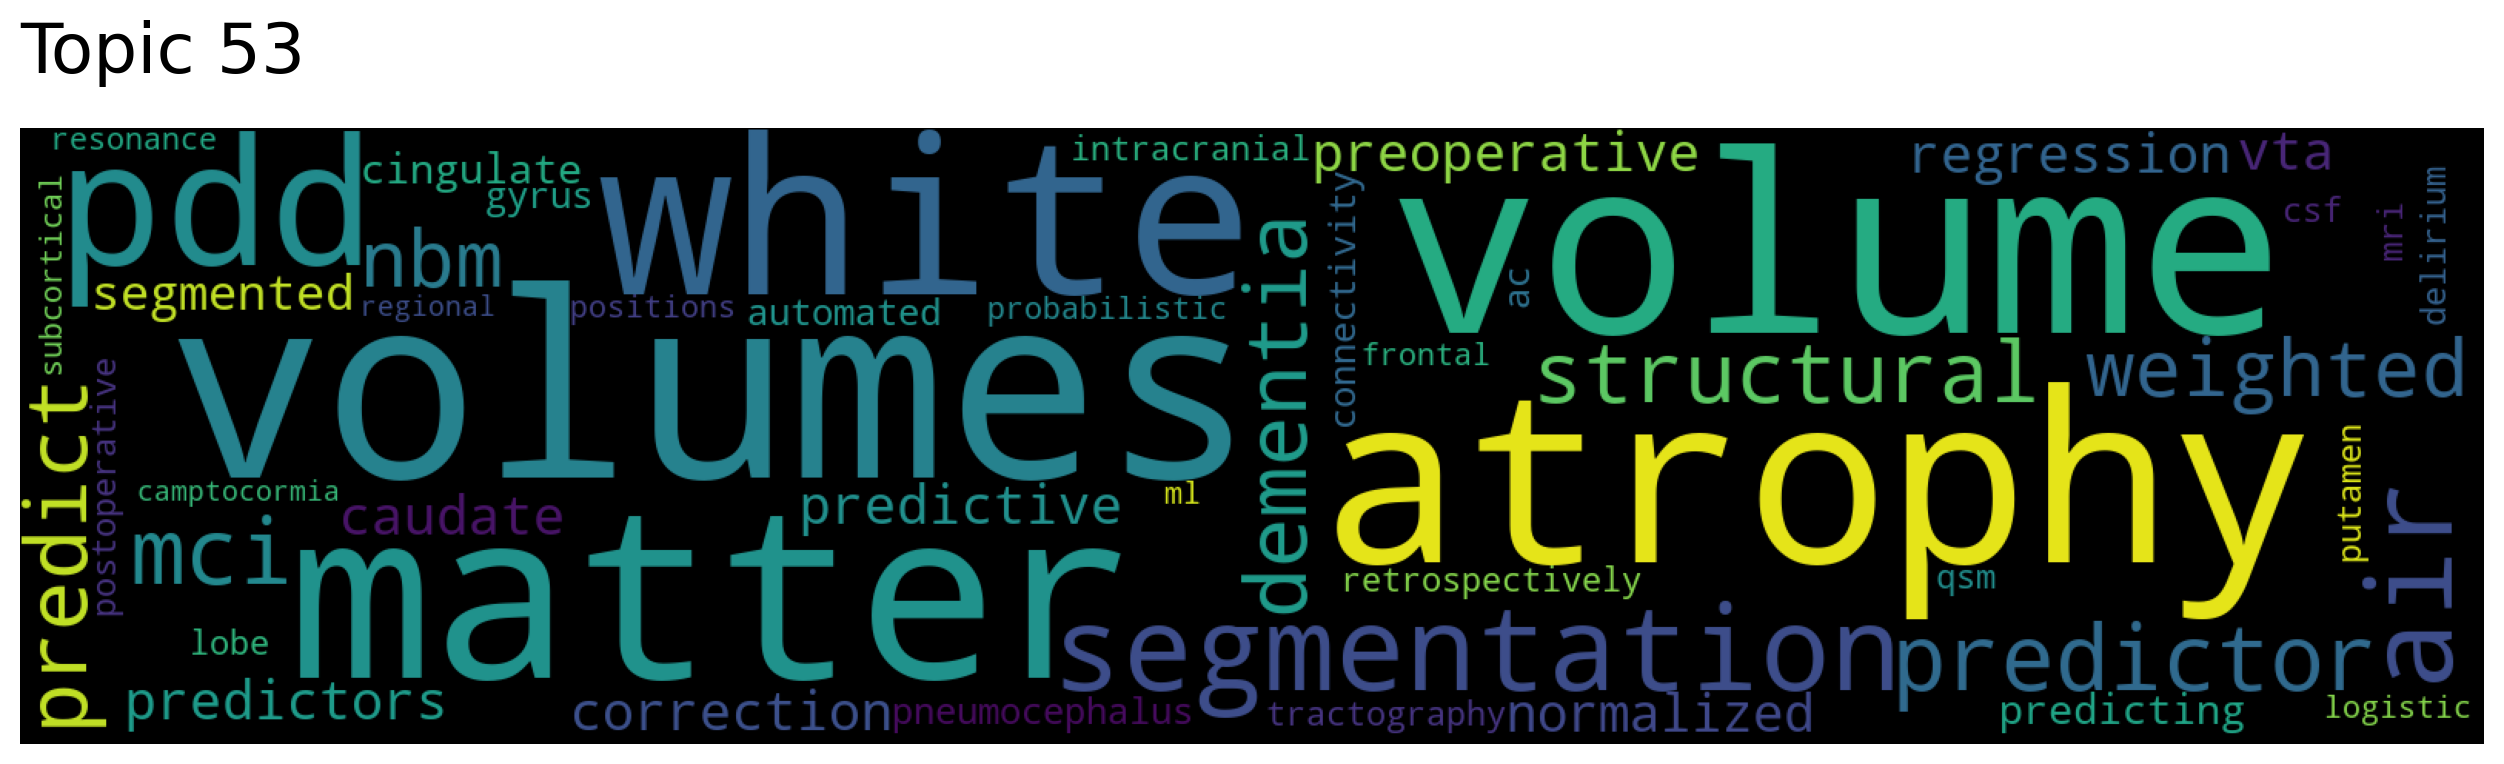 Topic 53
resonance
pdd
cingulate
gyrus
white
intracranial
preoperative
volume
regression
vta
csf
mri
delirium
subcortical
nbm
segmented
regional
positions
automated
probabilistic
dementia
connectivity
ac
frontal
structural
weighted
volumes
predict
postoperative
camptocormia
caudate
predictive
ml
atrophy
putamen
air
mci
matter
retrospectively
qsm
lobe
segmentation
predictor
predictors
correction
pneumocephalus
tractography
normalized
predicting
logistic